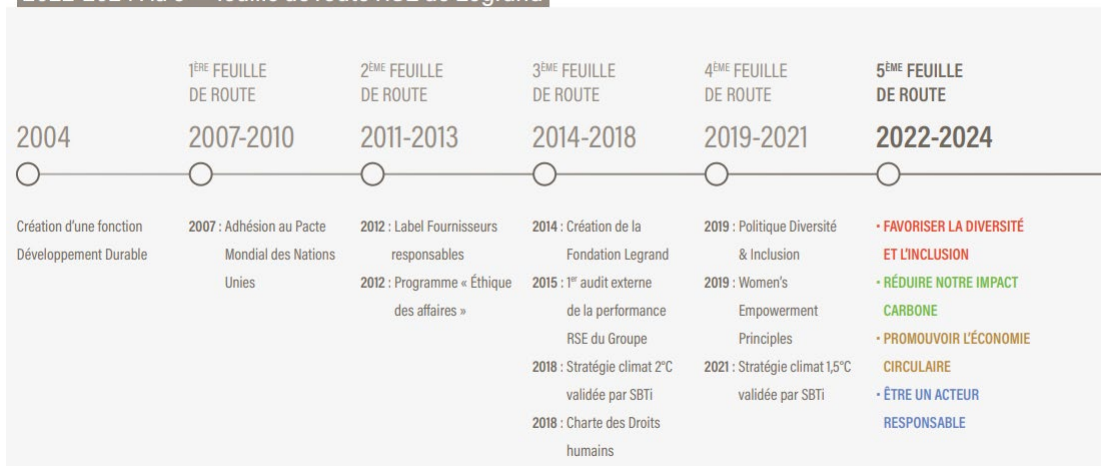 1ÈRE FEUILLE
DE ROUTE
2ÈME FEUILLE
DE ROUTE
3ÈME FEUILLE
DE ROUTE
4ÈME FEUILLE
DE ROUTE
5ÈME FEUILLE
DE ROUTE
2004
2007-2010
2011-2013
2014-2018
2019-2021
2022-2024
Création d'une fonction
Développement Durable
2007 : Adhésion au Pacte
Mondial des Nations
Unies
2012 : Label Fournisseurs
responsables
2012 : Programme « Éthique
des affaires »
2014 : Création de la
Fondation Legrand
2015 : 1er audit externe
de la performance
RSE du Groupe
2018 : Stratégie climat 2°C
validée par SBTi
2018 : Charte des Droits
humains
2019 : Politique Diversité
& Inclusion
2019 : Women's
Empowerment
Principles
2021 : Stratégie climat 1,5°C
validée par SBTi
• FAVORISER LA DIVERSITÉ
ET L'INCLUSION
• RÉDUIRE NOTRE IMPACT
CARBONE
• PROMOUVOIR L'ÉCONOMIE
CIRCULAIRE
• ÊTRE UN ACTEUR
RESPONSABLE